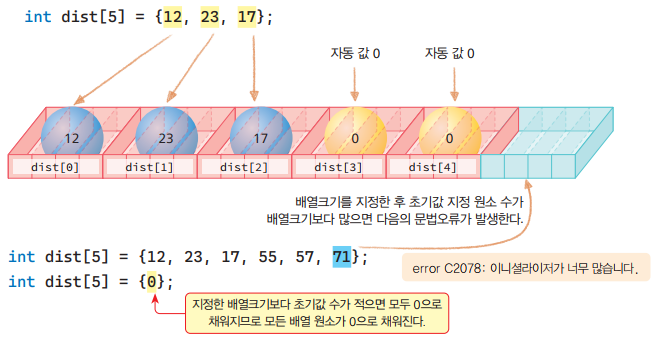 int dist[5] = {12, 23, 17};
자동 값 0
자동 값 0
12
23
17
0
0
dist[0]
dist[1]
dist[2]
dist[3]
dist[4]
배열크기를 지정한 후 초기값 지정 원소 수가
배열크기보다 많으면 다음의 문법오류가 발생한다.
int dist[5] = {12, 23, 17, 55, 57, 71};
error C2078: 이니셜라이저가 너무 많습니다.
int dist[5] = {0};
지정한 배열크기보다 초기값 수가 적으면 모두 0으로
채워지므로 모든 배열 원소가 0으로 채워진다.